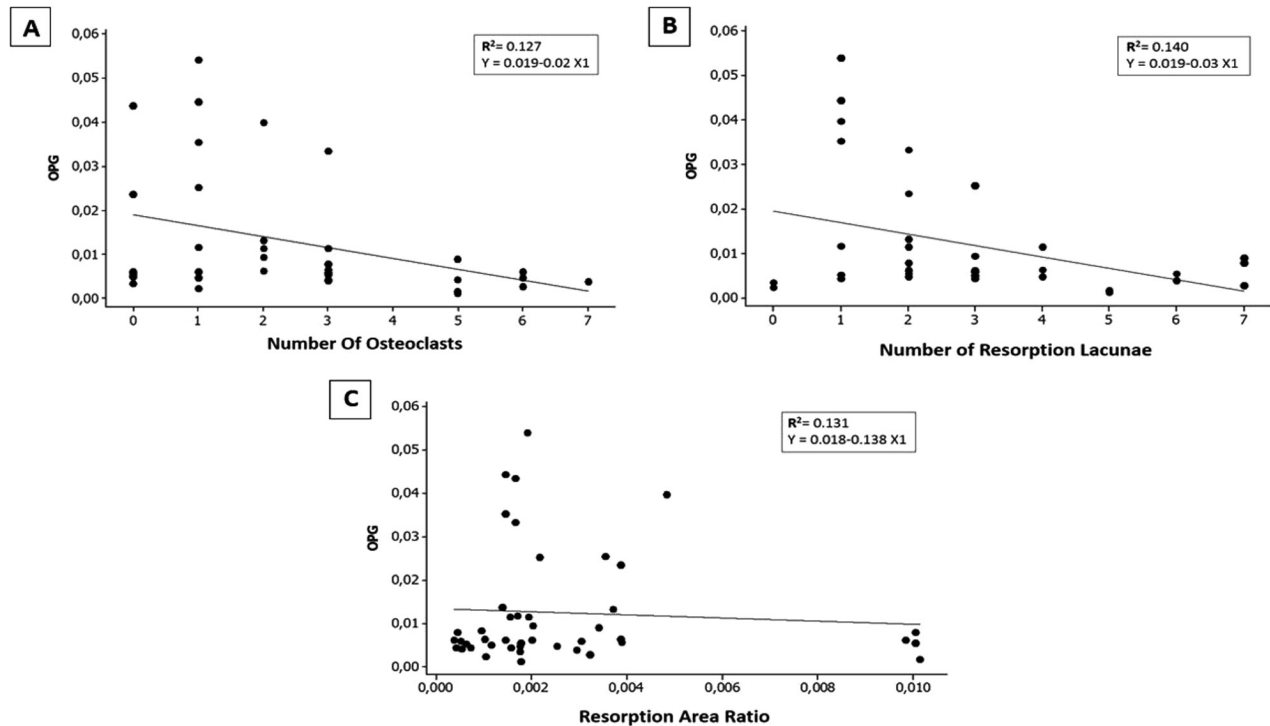 A
0,06
0,05
0,04
0,03
0,02
0,01
0,00
OPG
R²= 0.127
Y = 0.019-0.02 X1
0 1 2 3 4 5 6 7
Number Of Osteoclasts
B
0,06
0,05
0,04
0,03
0,02
0,01
0,00
OPG
R²= 0.140
Y = 0.019-0.03 X1
0 1 2 3 4 5 6 7
Number of Resorption Lacunae
C
0,06
0,05
0,04
0,03
0,02
0,01
0,00
OPG
R²= 0.131
Y = 0.018-0.138 X1
0,000 0,002 0,004 0,006 0,008 0,010
Resorption Area Ratio